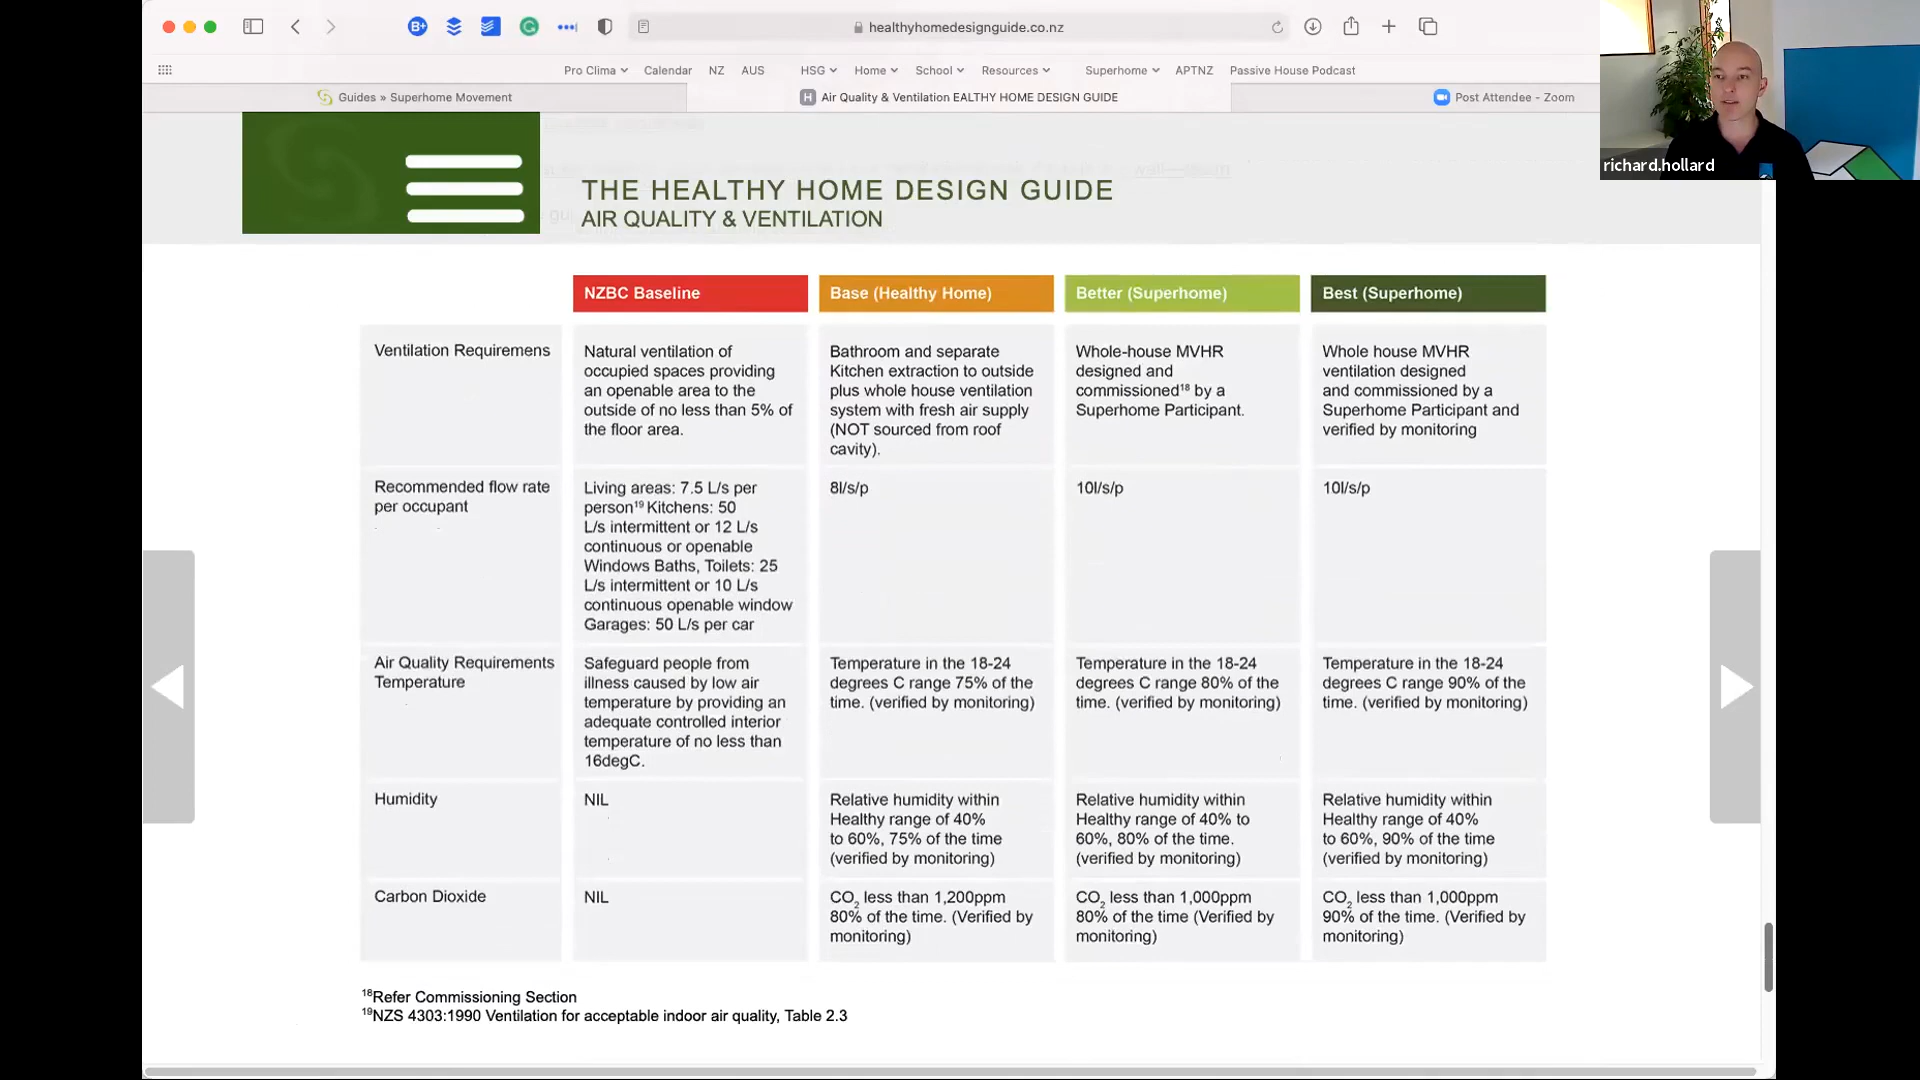 B+
healthyhomedesignguide.co.nz
Pro Clima Calendar NZ AUS HSG Home School Resources Superhome APTNZ Passive House Podcast
Guides » Superhome Movement
H Air Quality & Ventilation EALTHY HOME DESIGN GUIDE
Post Attendee - Zoom
richard.hollard
THE HEALTHY HOME DESIGN GUIDE
AIR QUALITY & VENTILATION
NZBC Baseline
Base (Healthy Home)
Better (Superhome)
Best (Superhome)
Ventilation Requiremens
Natural ventilation of
occupied spaces providing
an openable area to the
outside of no less than 5% of
the floor area.
Bathroom and separate
Kitchen extraction to outside
plus whole house ventilation
system with fresh air supply
(NOT sourced from roof
cavity).
Whole-house MVHR
designed and
commissioned¹⁸ by a
Superhome Participant.
Whole house MVHR
ventilation designed
and commissioned by a
Superhome Participant and
verified by monitoring
Recommended flow rate
per occupant
Living areas: 7.5 L/s per
person¹⁹ Kitchens: 50
L/s intermittent or 12 L/s
continuous or openable
Windows Baths, Toilets: 25
L/s intermittent or 10 L/s
continuous openable window
Garages: 50 L/s per car
8l/s/p
10l/s/p
10l/s/p
Air Quality Requirements
Temperature
Safeguard people from
illness caused by low air
temperature by providing an
adequate controlled interior
temperature of no less than
16degC.
Temperature in the 18-24
degrees C range 75% of the
time. (verified by monitoring)
Temperature in the 18-24
degrees C range 80% of the
time. (verified by monitoring)
Temperature in the 18-24
degrees C range 90% of the
time. (verified by monitoring)
Humidity
NIL
Relative humidity within
Healthy range of 40%
to 60%, 75% of the time
(verified by monitoring)
Relative humidity within
Healthy range of 40% to
60%, 80% of the time.
(verified by monitoring)
Relative humidity within
Healthy range of 40%
to 60%, 90% of the time
(verified by monitoring)
Carbon Dioxide
NIL
CO₂ less than 1,200ppm
80% of the time. (Verified by
monitoring)
CO₂ less than 1,000ppm
80% of the time (Verified by
monitoring)
CO₂ less than 1,000ppm
90% of the time. (Verified by
monitoring)
¹⁸Refer Commissioning Section
¹⁹NZS 4303:1990 Ventilation for acceptable indoor air quality, Table 2.3